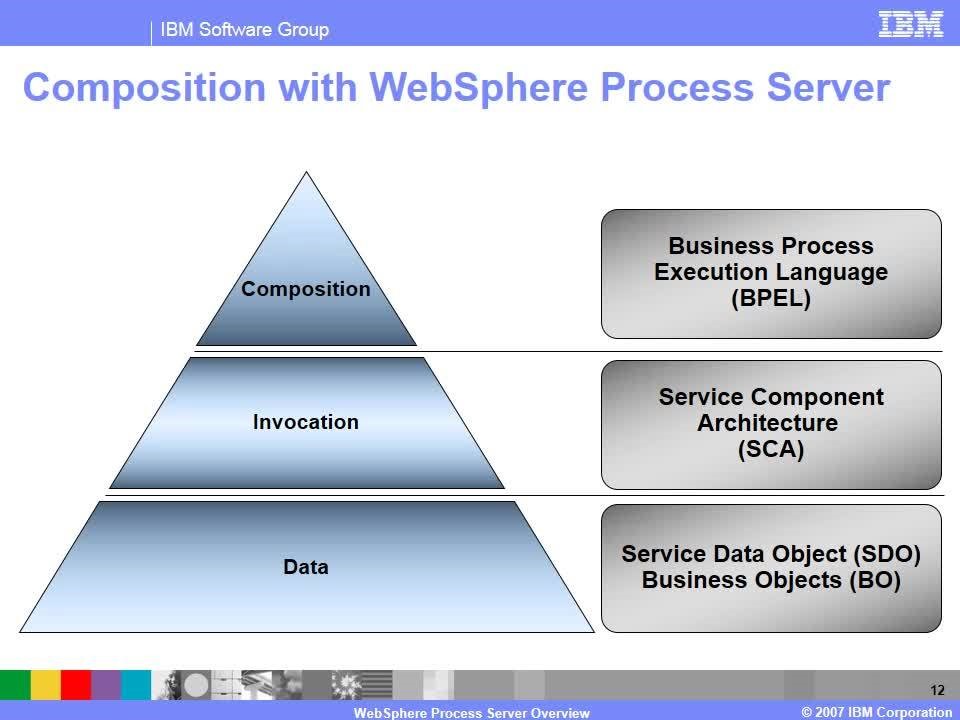 IBM Software Group
IBM
Composition with WebSphere Process Server
Composition
Business Process
Execution Language
(BPEL)
Invocation
Service Component
Architecture
(SCA)
Data
Service Data Object (SDO)
Business Objects (BO)
12
WebSphere Process Server Overview
© 2007 IBM Corporation